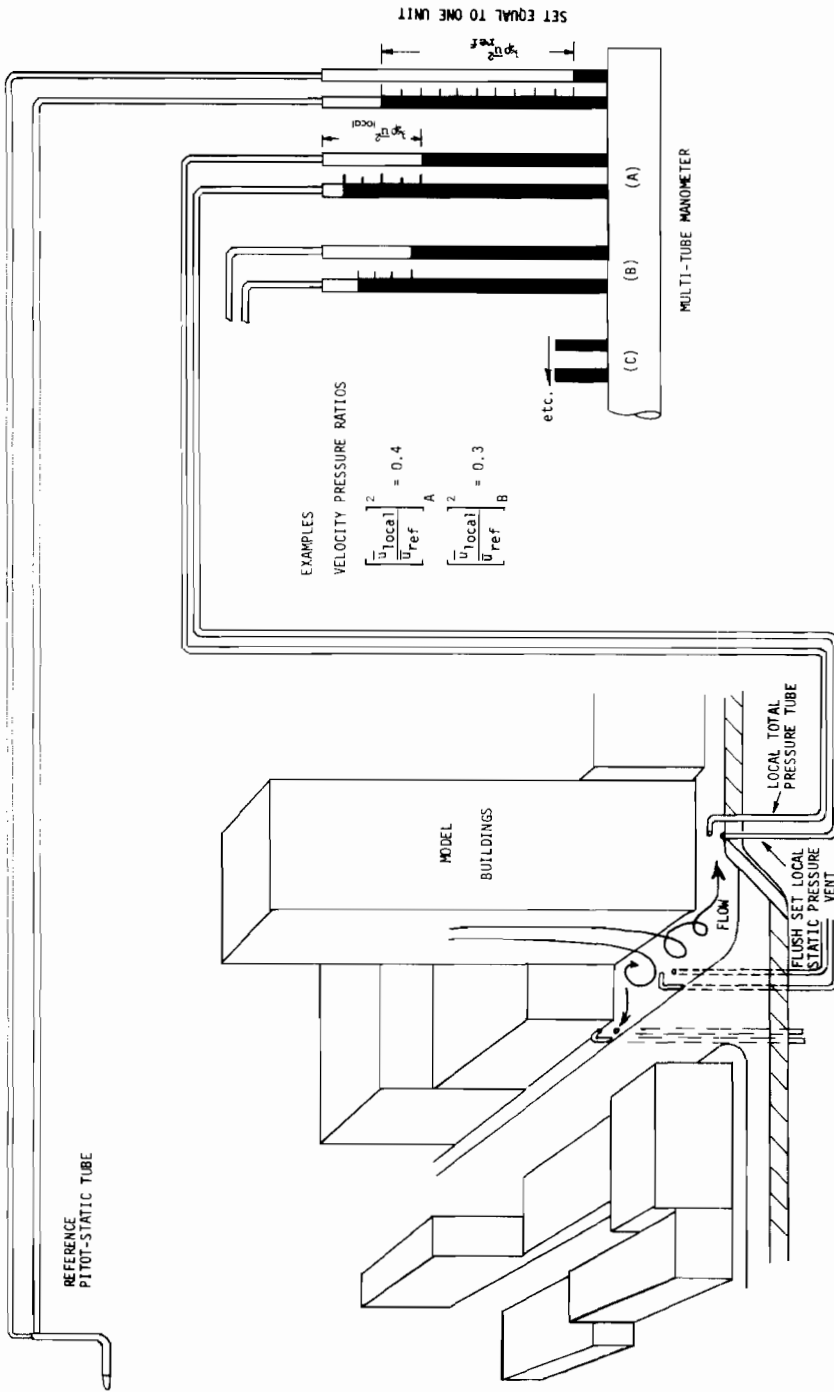 SET EQUAL TO ONE UNIT
½ρū²ref
½ρū²local
REFERENCE
PITOT-STATIC TUBE
EXAMPLES
VELOCITY PRESSURE RATIOS
[ūlocal/ūref]²A = 0.4
[ūlocal/ūref]²B = 0.3
(A)
(B)
(C)
etc.
MULTI-TUBE MANOMETER
MODEL
BUILDINGS
FLOW
LOCAL TOTAL
PRESSURE TUBE
FLUSH SET LOCAL
STATIC PRESSURE
VENT